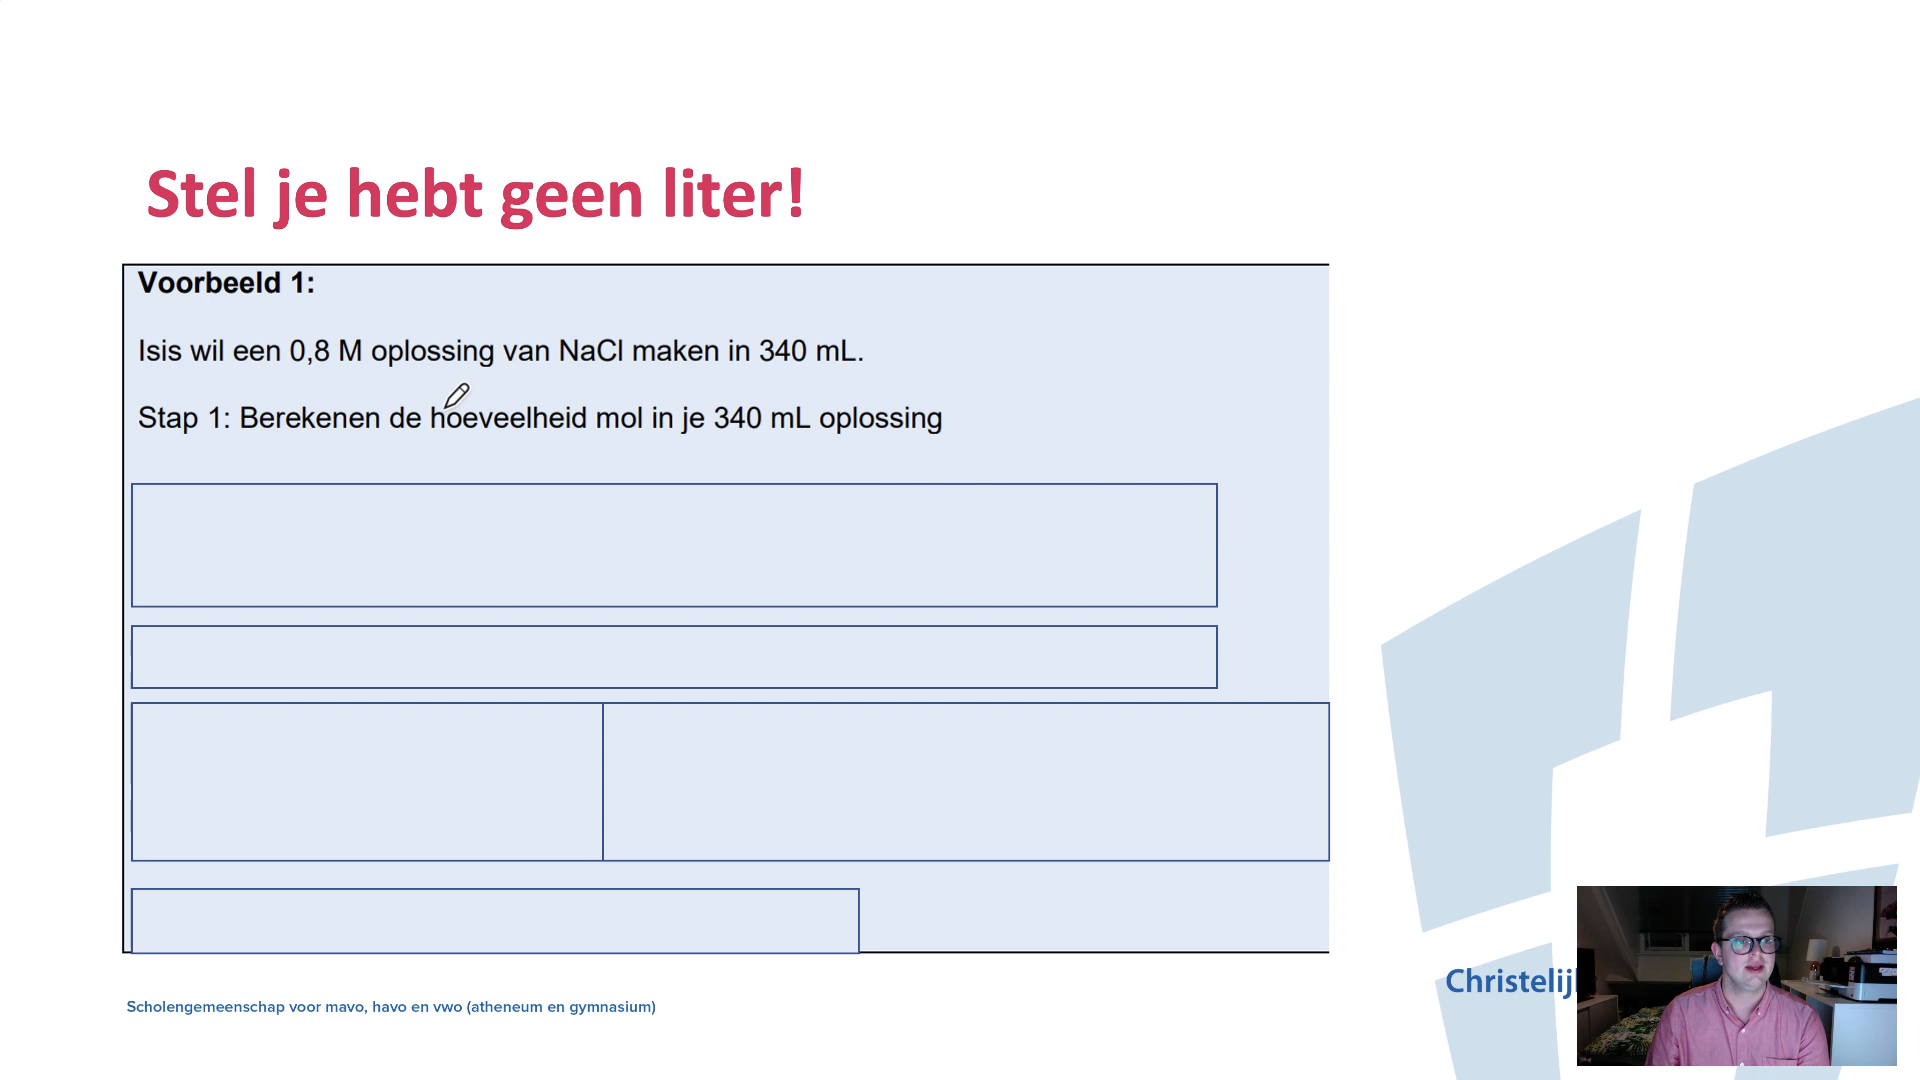 Stel je hebt geen liter!
Voorbeeld 1:
Isis wil een 0,8 M oplossing van NaCl maken in 340 mL.
Stap 1: Berekenen de hoeveelheid mol in je 340 mL oplossing
Scholengemeenschap voor mavo, havo en vwo (atheneum en gymnasium)